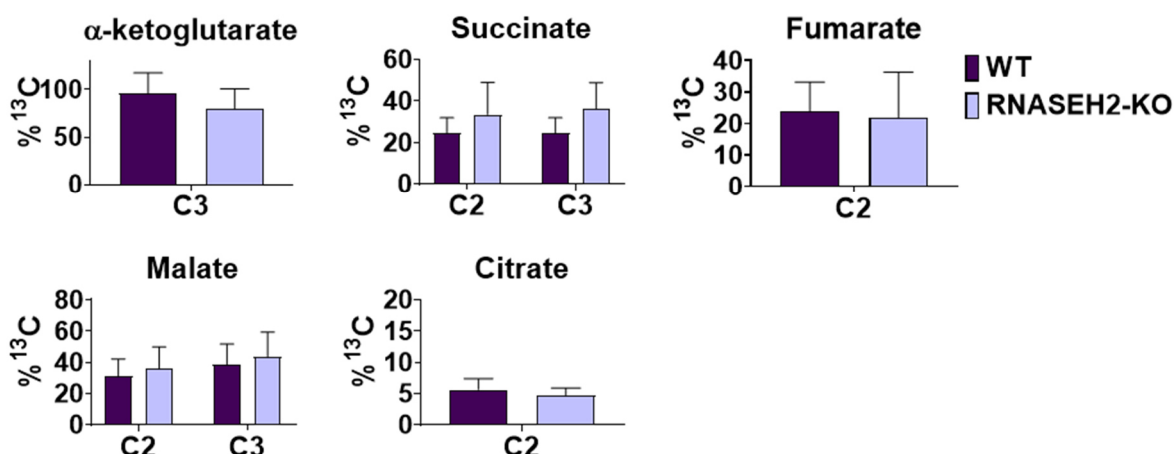 α-ketoglutarate
% ¹³C
100
50
0
C3
Succinate
% ¹³C
60
40
20
0
C2 C3
Fumarate
% ¹³C
40
30
20
10
0
C2
WT
RNASEH2-KO
Malate
% ¹³C
80
60
40
20
0
C2 C3
Citrate
% ¹³C
20
15
10
5
0
C2